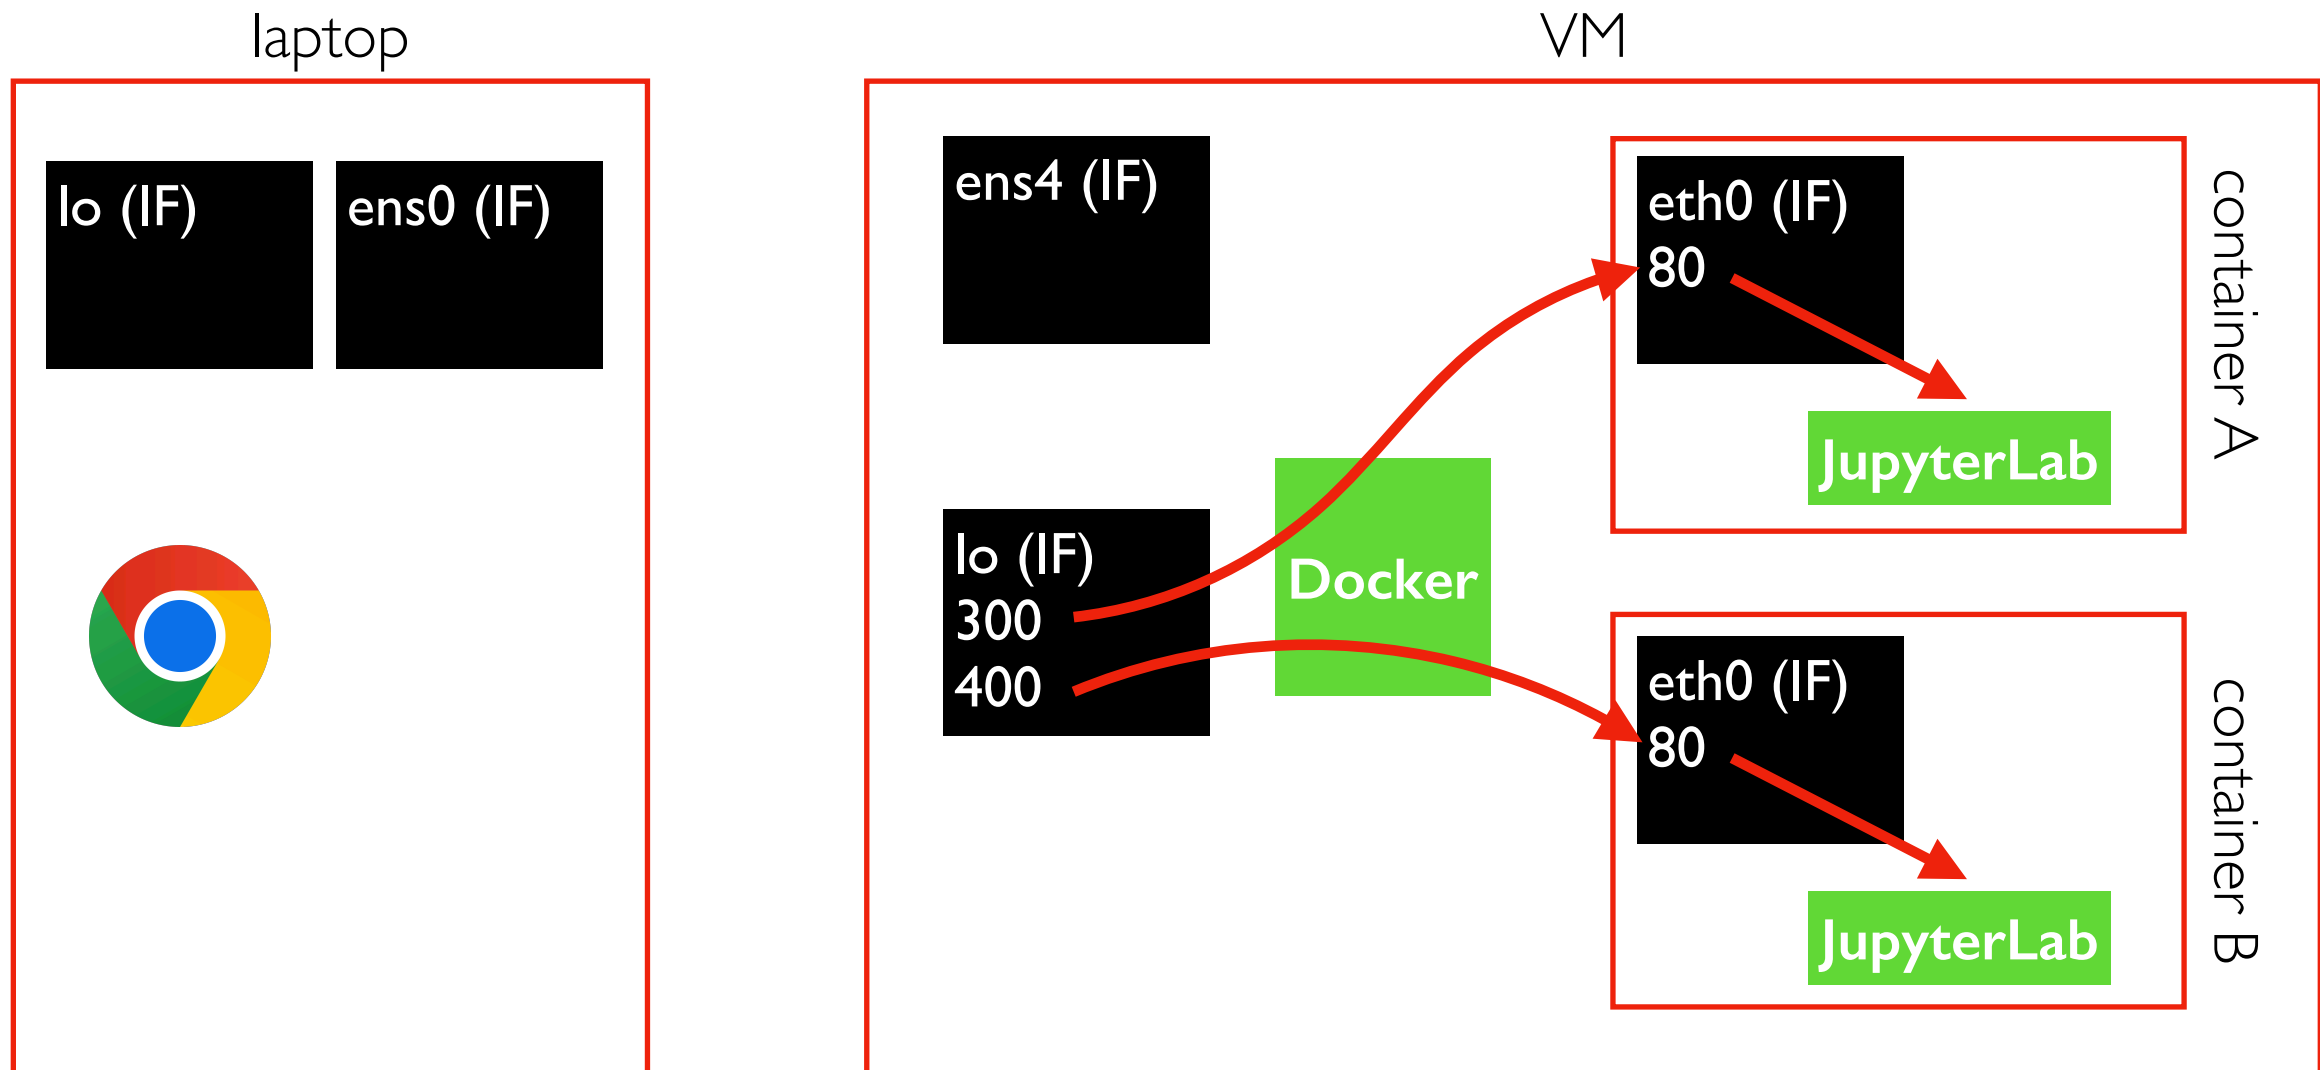 laptop
lo (IF)
ens0 (IF)
VM
ens4 (IF)
lo (IF)
300
400
Docker
eth0 (IF)
80
JupyterLab
container A
eth0 (IF)
80
JupyterLab
container B